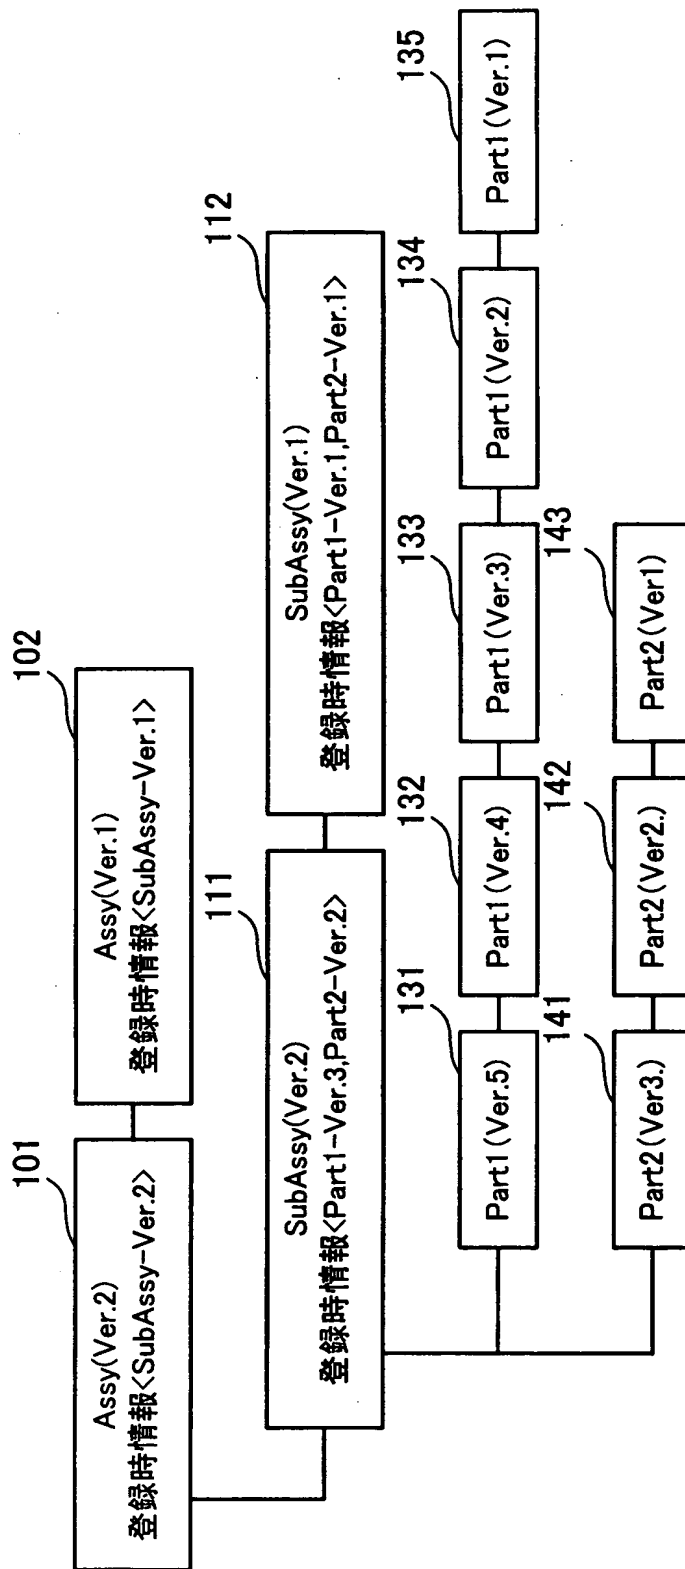 101
Assy(Ver.2)
登録時情報<SubAssy-Ver.2>
102
Assy(Ver.1)
登録時情報<SubAssy-Ver.1>
111
SubAssy(Ver.2)
登録時情報<Part1-Ver.3,Part2-Ver.2>
112
SubAssy(Ver.1)
登録時情報<Part1-Ver.1,Part2-Ver.1>
131
Part1(Ver.5)
132
Part1(Ver.4)
133
Part1(Ver.3)
134
Part1(Ver.2)
135
Part1(Ver.1)
141
Part2(Ver3.)
142
Part2(Ver2.)
143
Part2(Ver1)